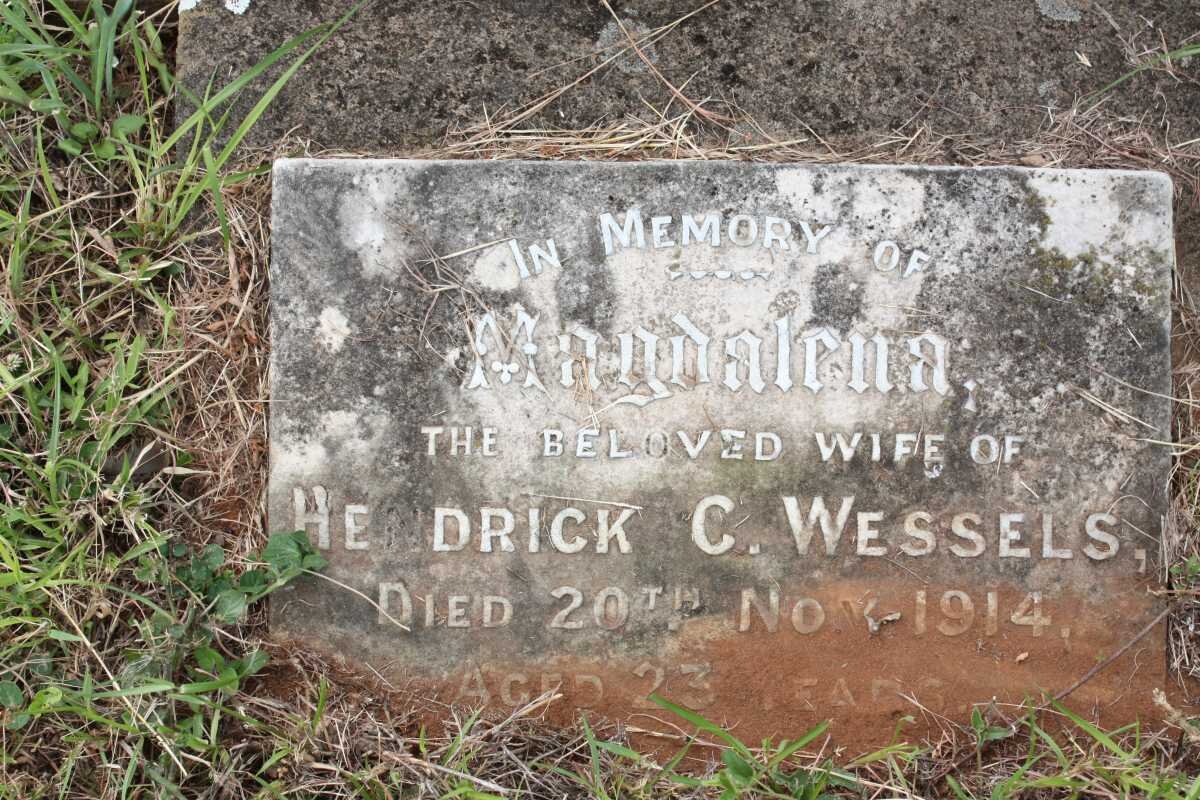 IN MEMORY OF
Magdalena,
THE BELOVED WIFE OF
HENDRICK C. WESSELS,
DIED 20TH NOV 1914,
AGED 23 YEARS.